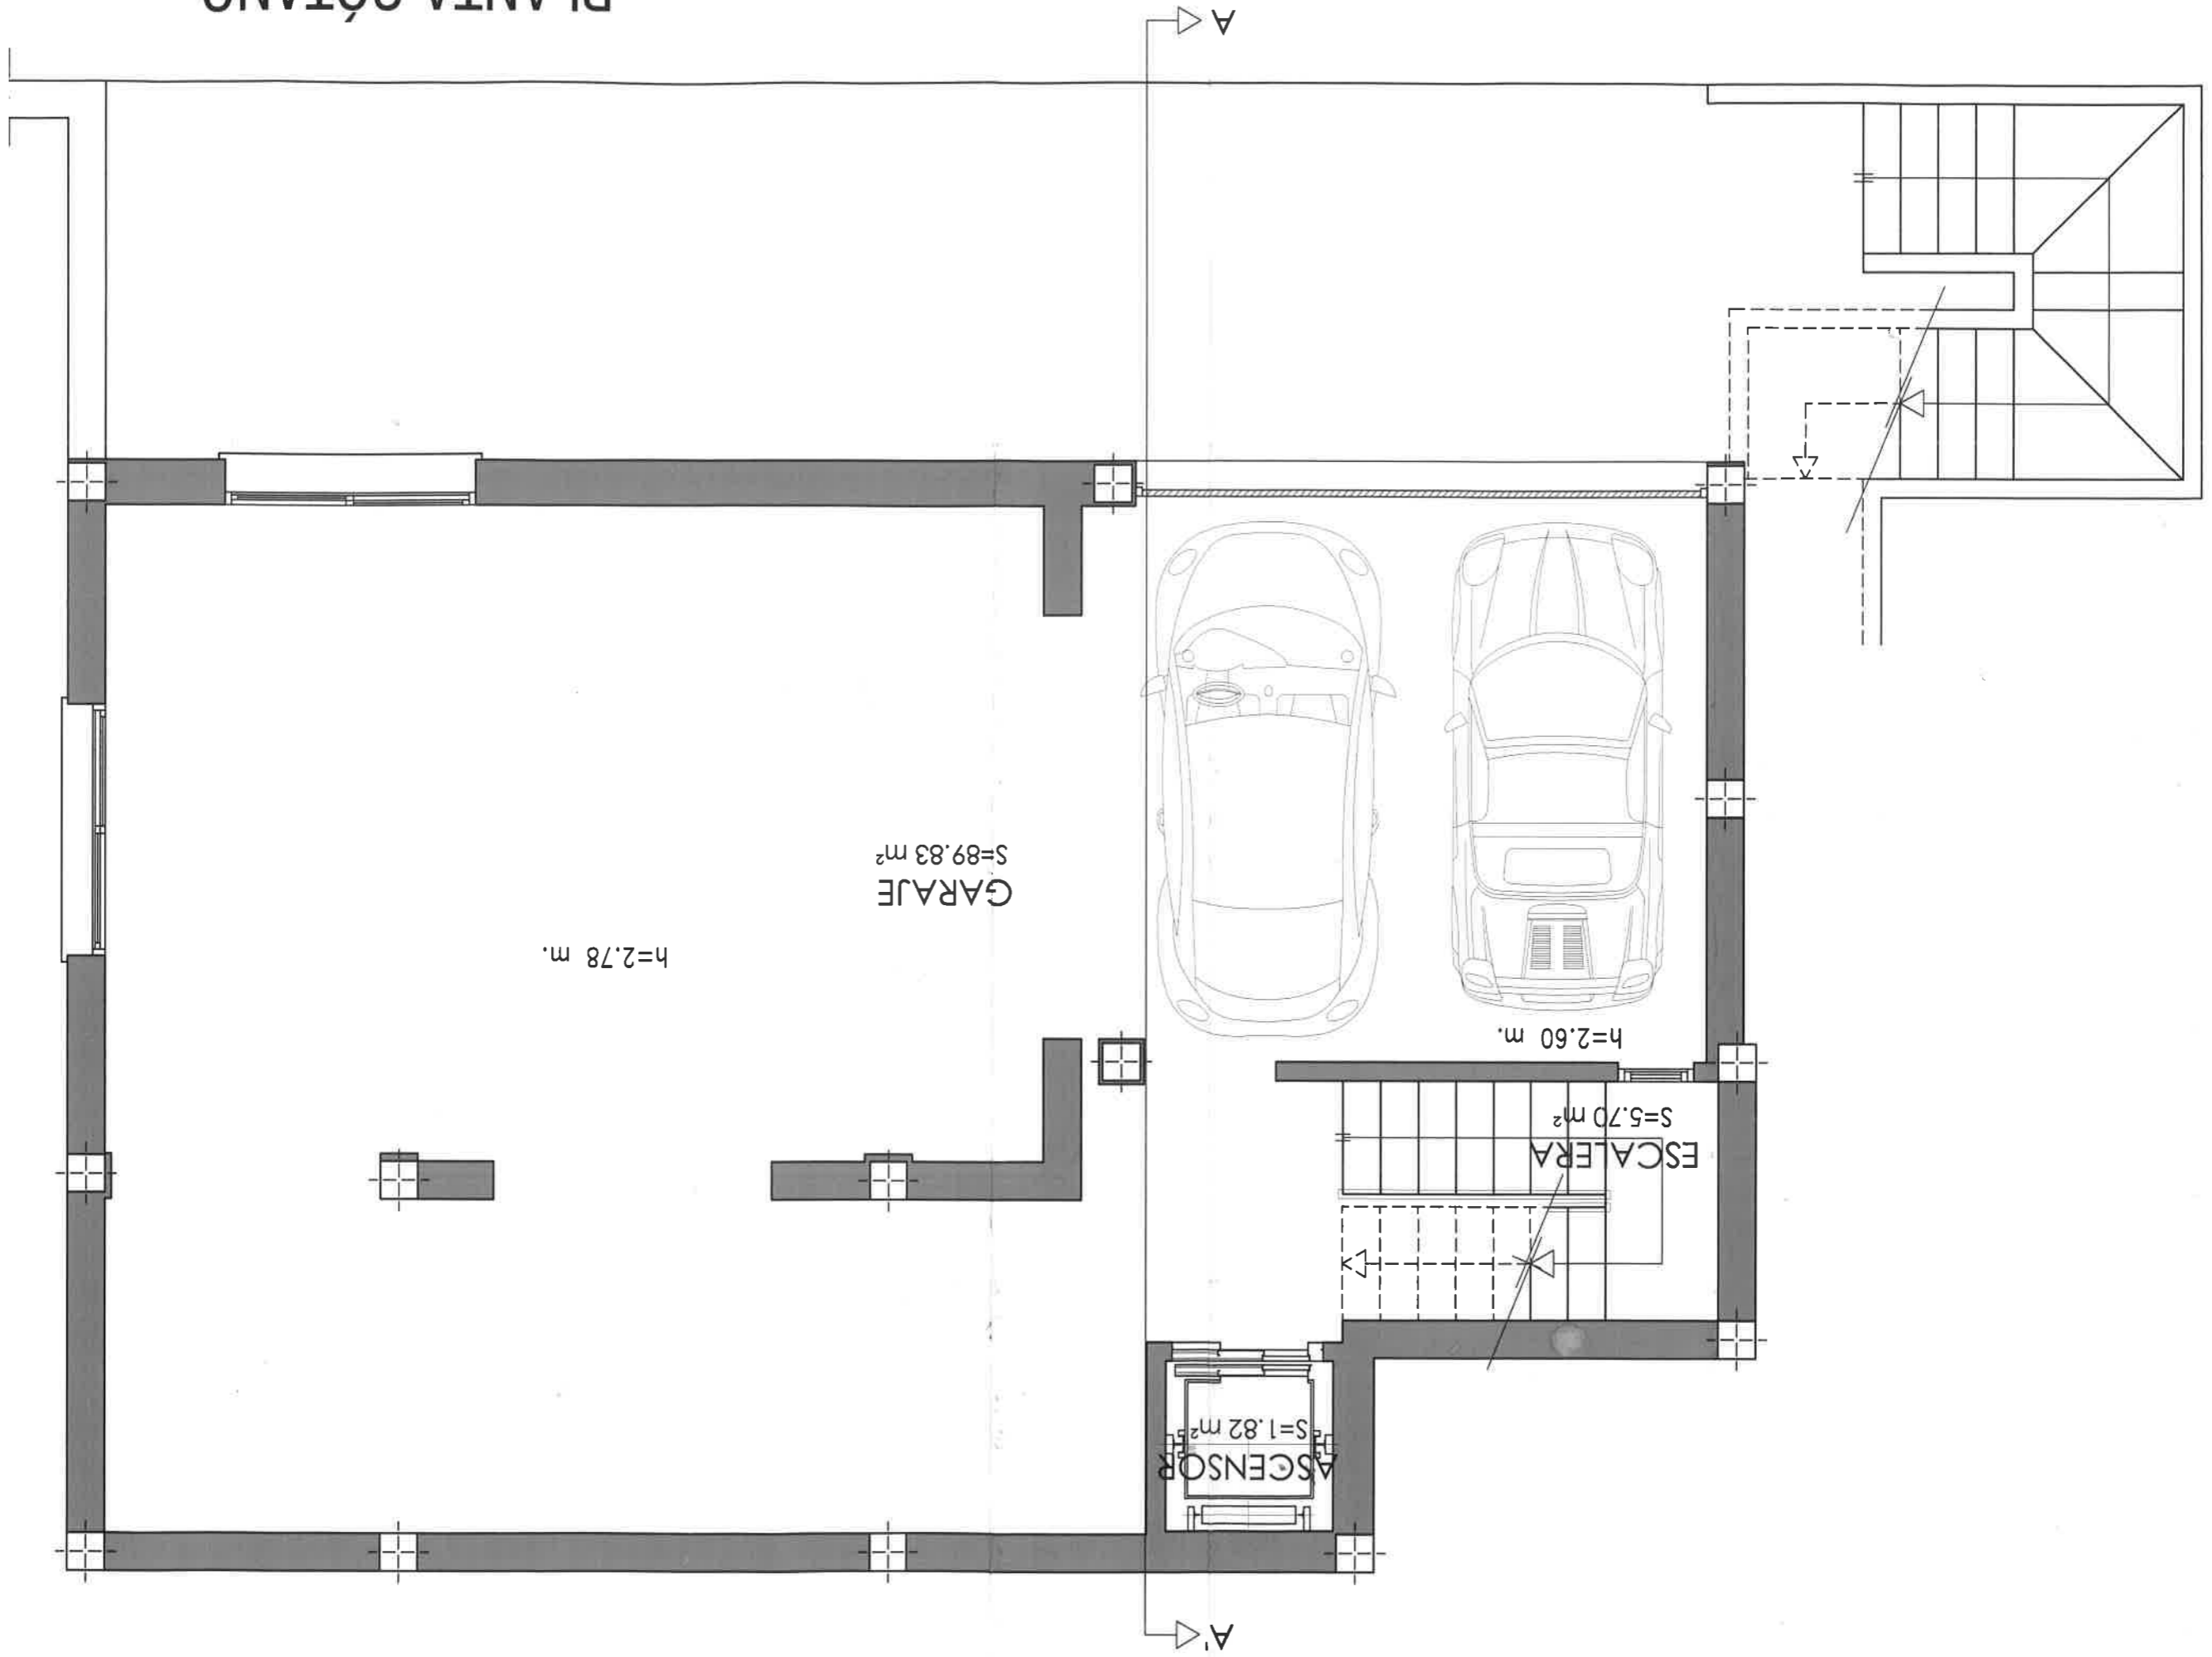 A'
ASCENSOR
S=1.82 m²
ESCALERA
S=5.70 m²
h=2.60 m.
h=2.78 m.
GARAJE
S=89.83 m²
A
PLANTA SÓTANO